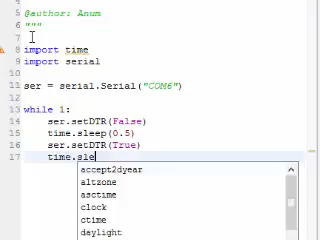 4
5 @author: Anum
6 """
7
8 import time
9 import serial
10
11 ser = serial.Serial("COM6")
12
13 while 1:
14 ser.setDTR(False)
15 time.sleep(0.5)
16 ser.setDTR(True)
17 time.sle
accept2dyear
altzone
asctime
clock
ctime
daylight